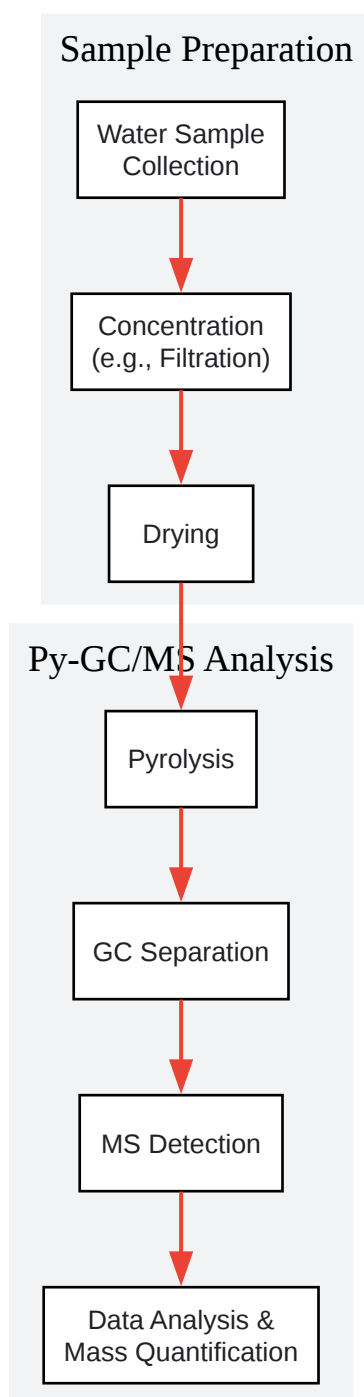 Sample Preparation
Water Sample
Collection
Concentration
(e.g., Filtration)
Drying
Py-GC/MS Analysis
Pyrolysis
GC Separation
MS Detection
Data Analysis &
Mass Quantification